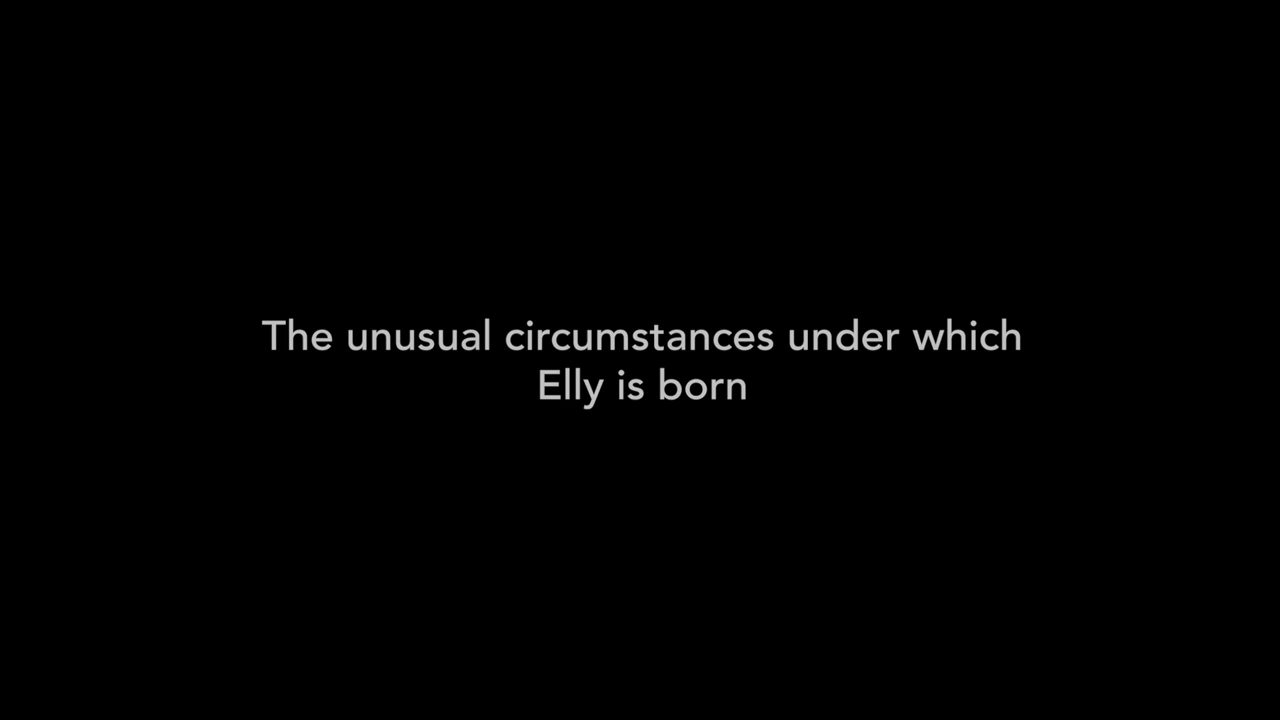 The unusual circumstances under which
Elly is born